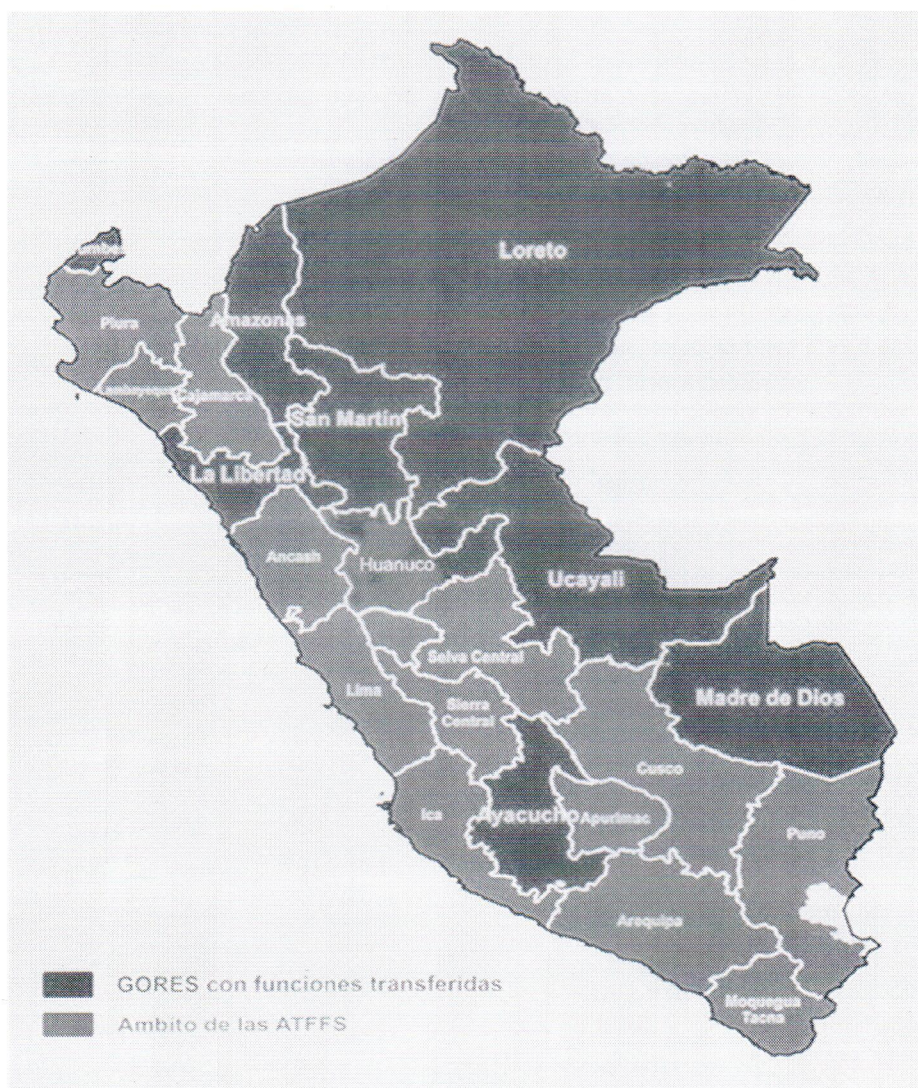 Loreto
Piura
Amazonas
Cajamarca
San Martín
La Libertad
Ancash
Huanuco
Ucayali
Selva Central
Lima
Sierra
Central
Madre de Dios
Cusco
Ica
Ayacucho
Apurimac
Puno
Arequipa
Moquegua
Tacna
GORES con funciones transferidas
Ambito de las ATFFS